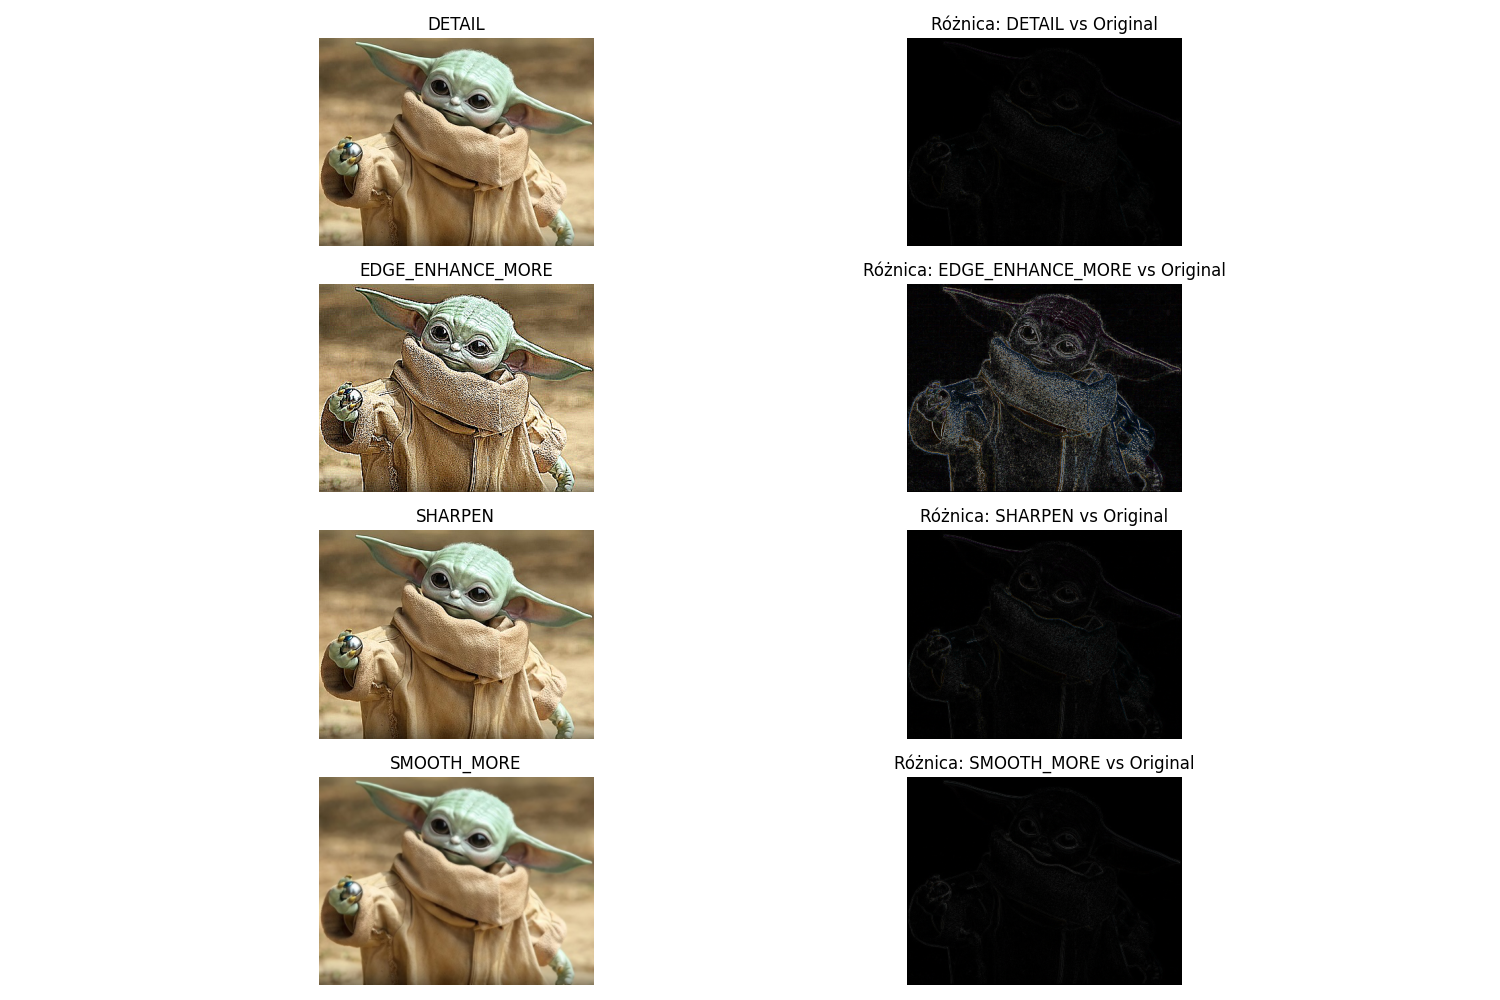 DETAIL
Różnica: DETAIL vs Original
EDGE_ENHANCE_MORE
Różnica: EDGE_ENHANCE_MORE vs Original
SHARPEN
Różnica: SHARPEN vs Original
SMOOTH_MORE
Różnica: SMOOTH_MORE vs Original